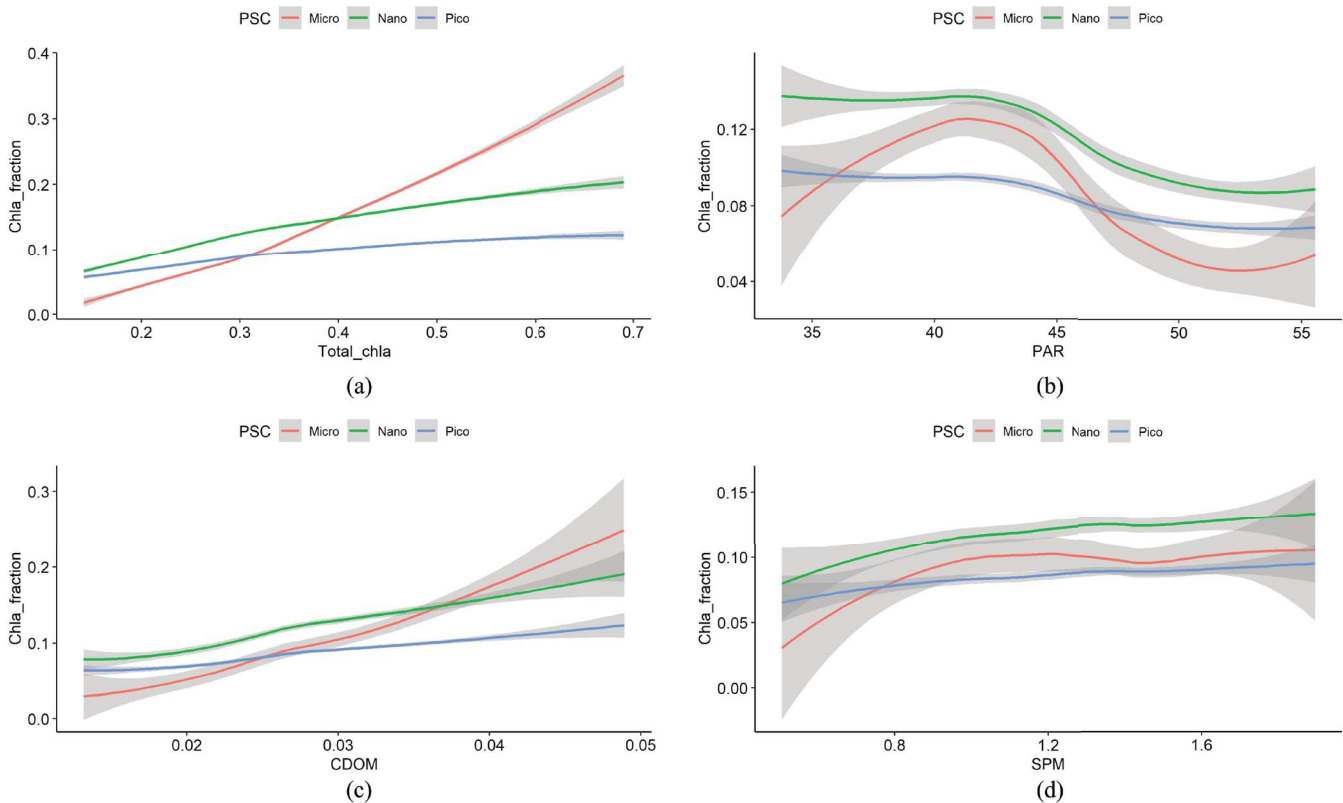 PSC Micro Nano Pico
0.4
0.3
0.2
0.1
0.0
Chla_fraction
0.2 0.3 0.4 0.5 0.6 0.7
Total_chla
(a)
PSC Micro Nano Pico
0.12
0.08
0.04
Chla_fraction
35 40 45 50 55
PAR
(b)
PSC Micro Nano Pico
0.3
0.2
0.1
0.0
Chla_fraction
0.02 0.03 0.04 0.05
CDOM
(c)
PSC Micro Nano Pico
0.15
0.10
0.05
0.00
Chla_fraction
0.8 1.2 1.6
SPM
(d)